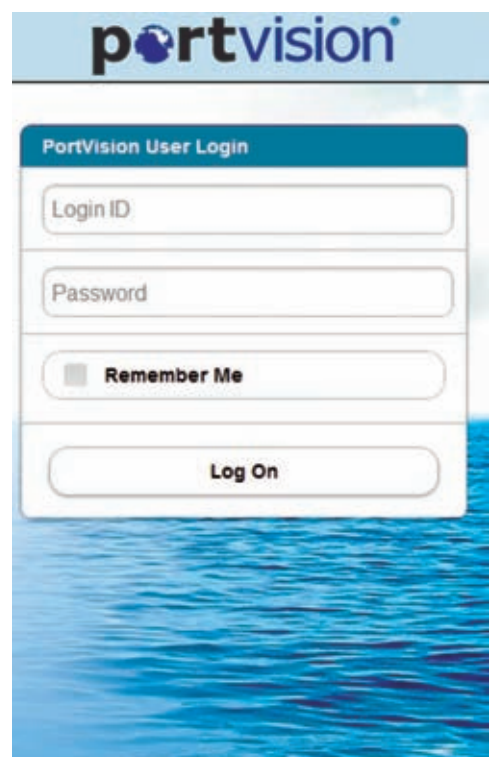 portvision
PortVision User Login
Login ID
Password
Remember Me
Log On